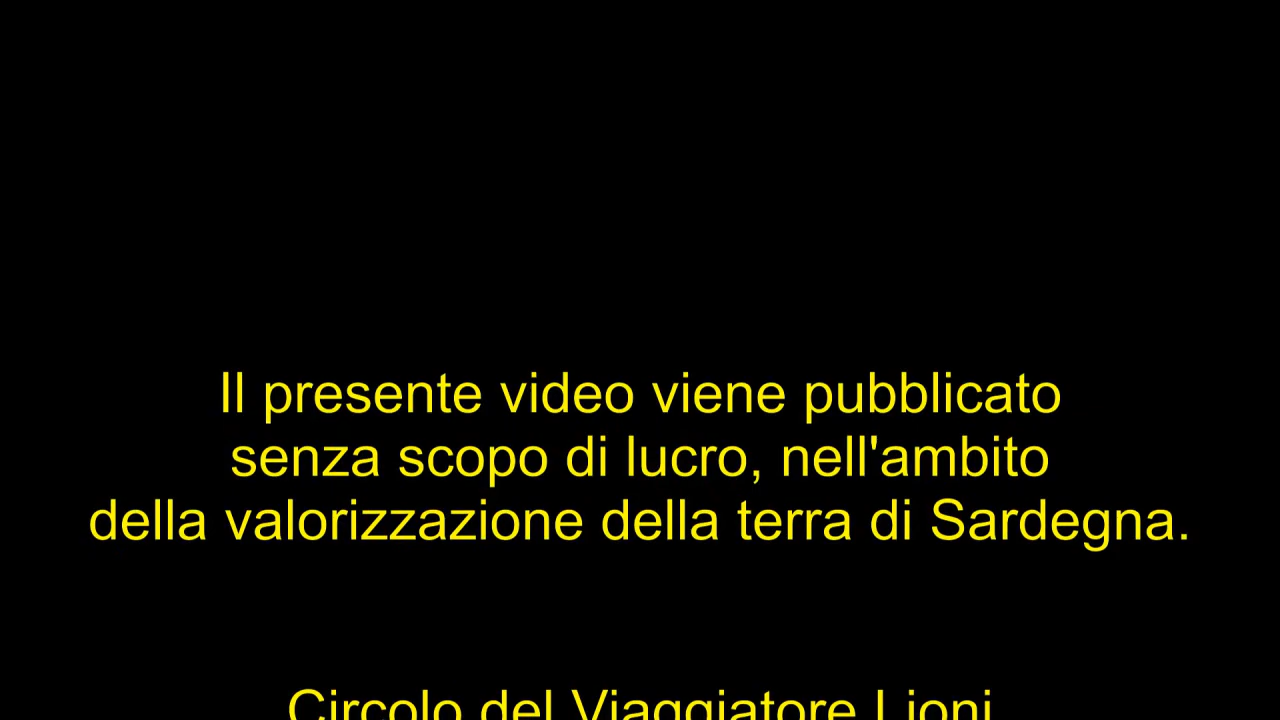 Il presente video viene pubblicato
senza scopo di lucro, nell'ambito
della valorizzazione della terra di Sardegna.
Circolo del Viaggiatore Lioni